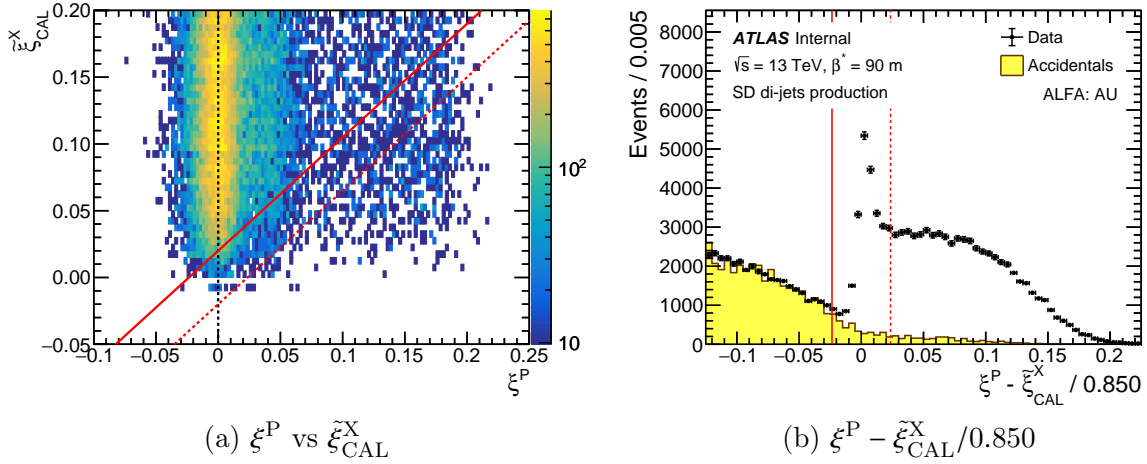 ξ̃^X_CAL
0.20
0.15
0.10
0.05
0.00
−0.05
−0.1 −0.05 0 0.05 0.10 0.15 0.20 0.25
ξ^P
10²
10
(a) ξ^P vs ξ̃^X_CAL
Events / 0.005
8000
7000
6000
5000
4000
3000
2000
1000
0
ATLAS Internal
√s = 13 TeV, β* = 90 m
SD di-jets production
Data
Accidentals
ALFA: AU
−0.1 −0.05 0 0.05 0.1 0.15 0.2
ξ^P - ξ̃^X_CAL / 0.850
(b) ξ^P − ξ̃^X_CAL/0.850